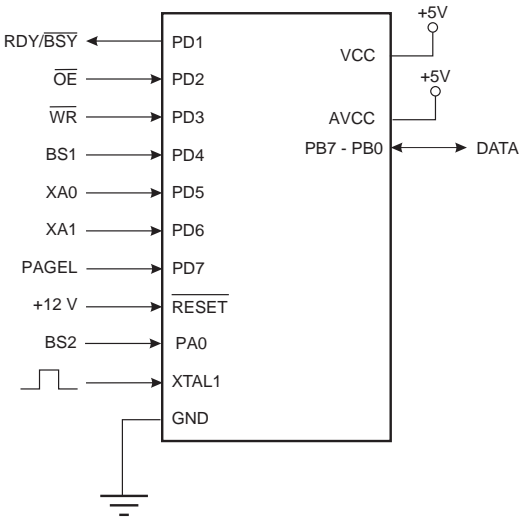 +5V
RDY/BSY PD1
VCC
OE PD2
+5V
WR PD3 AVCC
BS1 PD4 PB7 - PB0 DATA
XA0 PD5
XA1 PD6
PAGEL PD7
+12 V RESET
BS2 PA0
XTAL1
GND